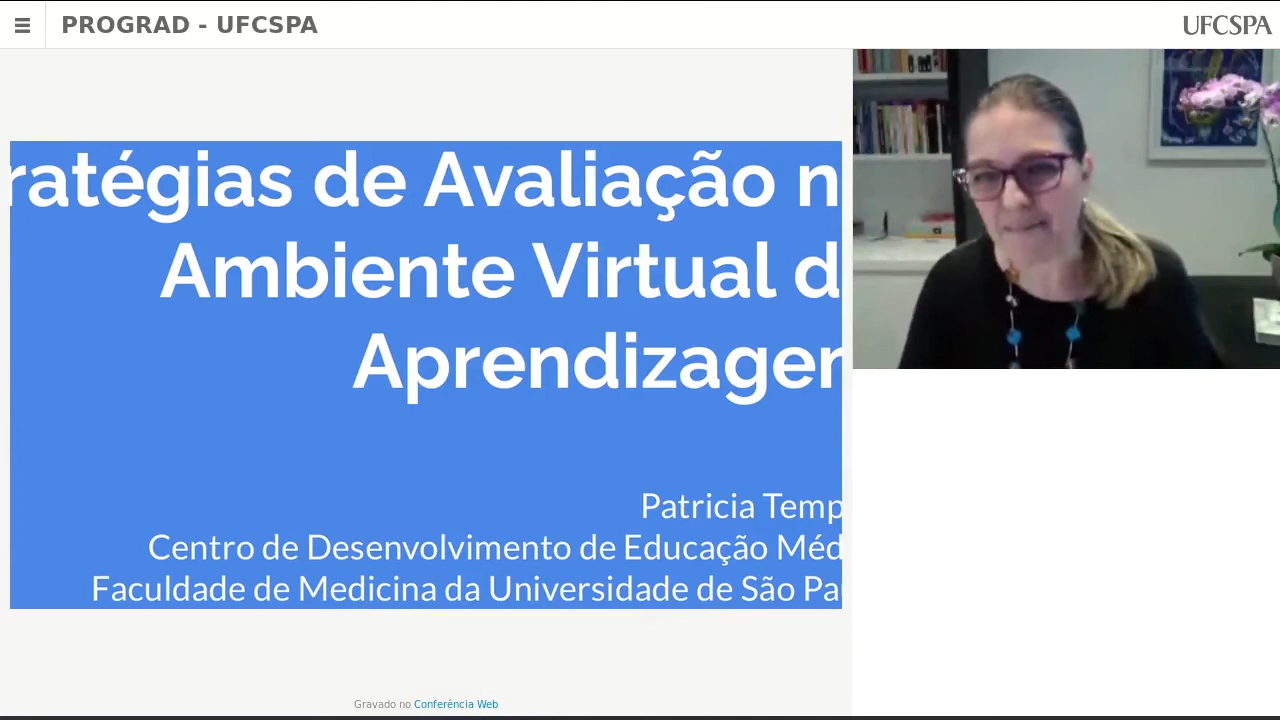 PROGRAD - UFCSPA
UFCSPA
ratégias de Avaliação n
Ambiente Virtual d
Aprendizager
Patricia Temp
Centro de Desenvolvimento de Educação Méd
Faculdade de Medicina da Universidade de São Pa
Gravado no Conferência Web